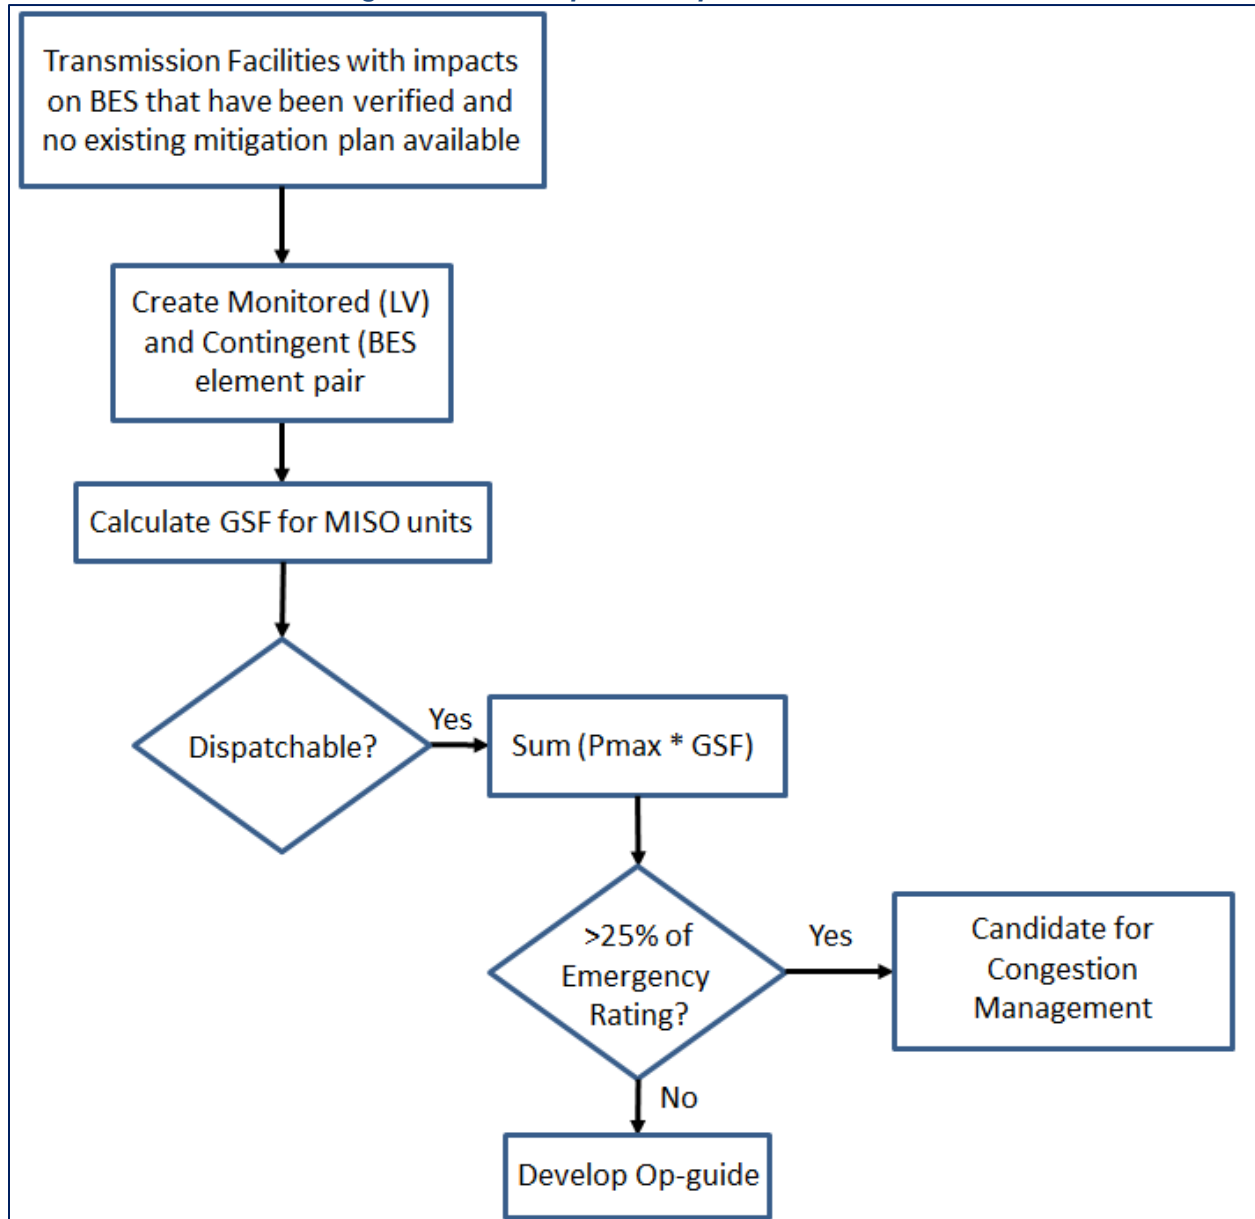 Transmission Facilities with impacts
on BES that have been verified and
no existing mitigation plan available
Create Monitored (LV)
and Contingent (BES
element pair
Calculate GSF for MISO units
Dispatchable?
Yes
Sum (Pmax * GSF)
>25% of
Emergency
Rating?
Yes
Candidate for
Congestion
Management
No
Develop Op-guide